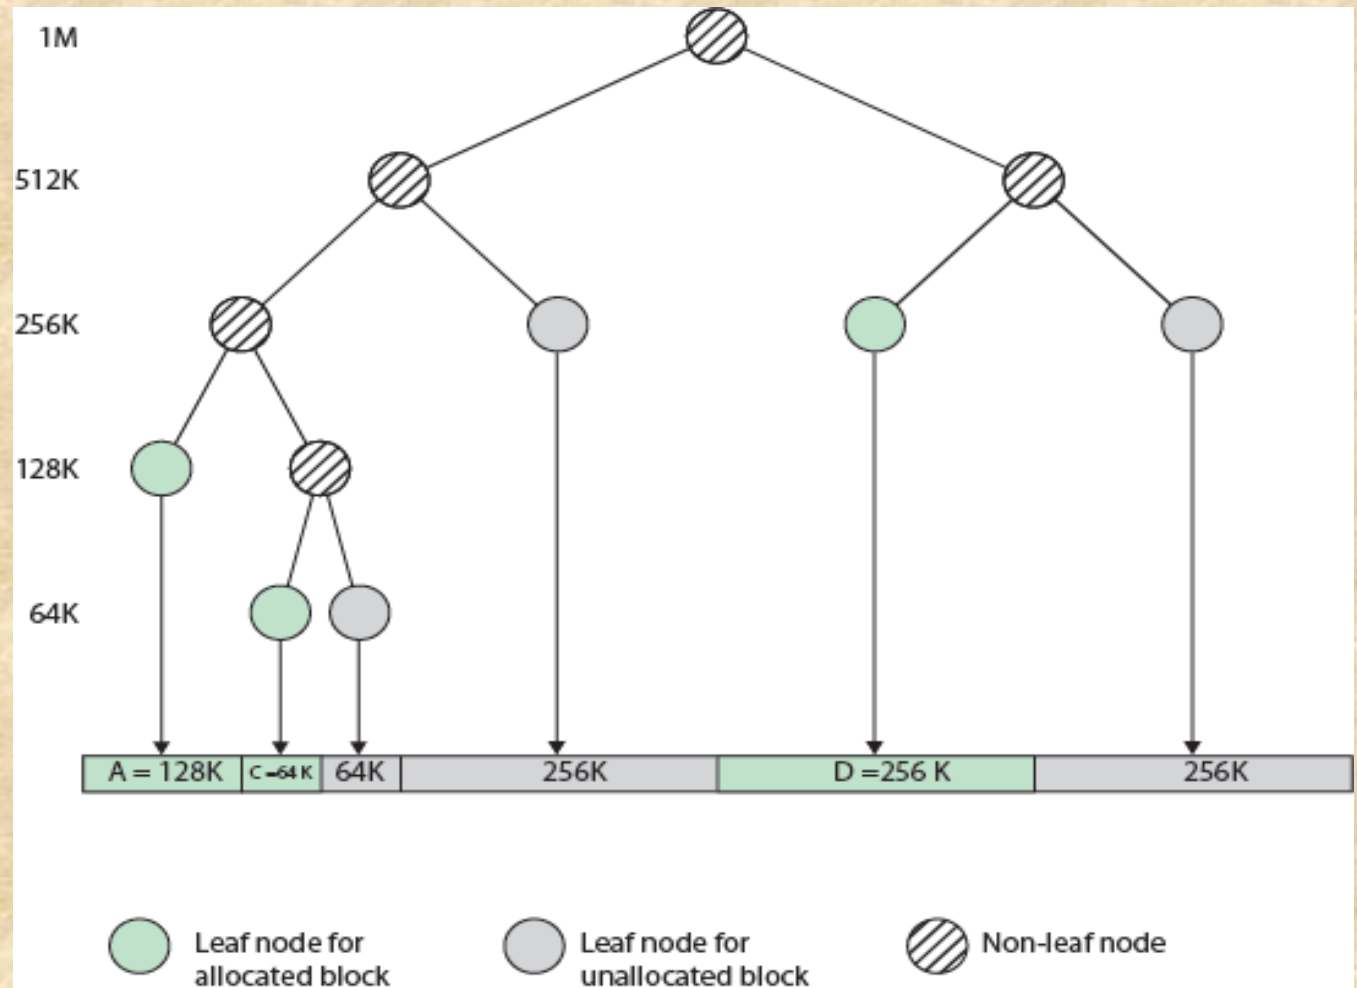 1M
512K
256K
128K
64K
A = 128K C =64 K 64K 256K D =256 K 256K
Leaf node for
allocated block
Leaf node for
unallocated block
Non-leaf node